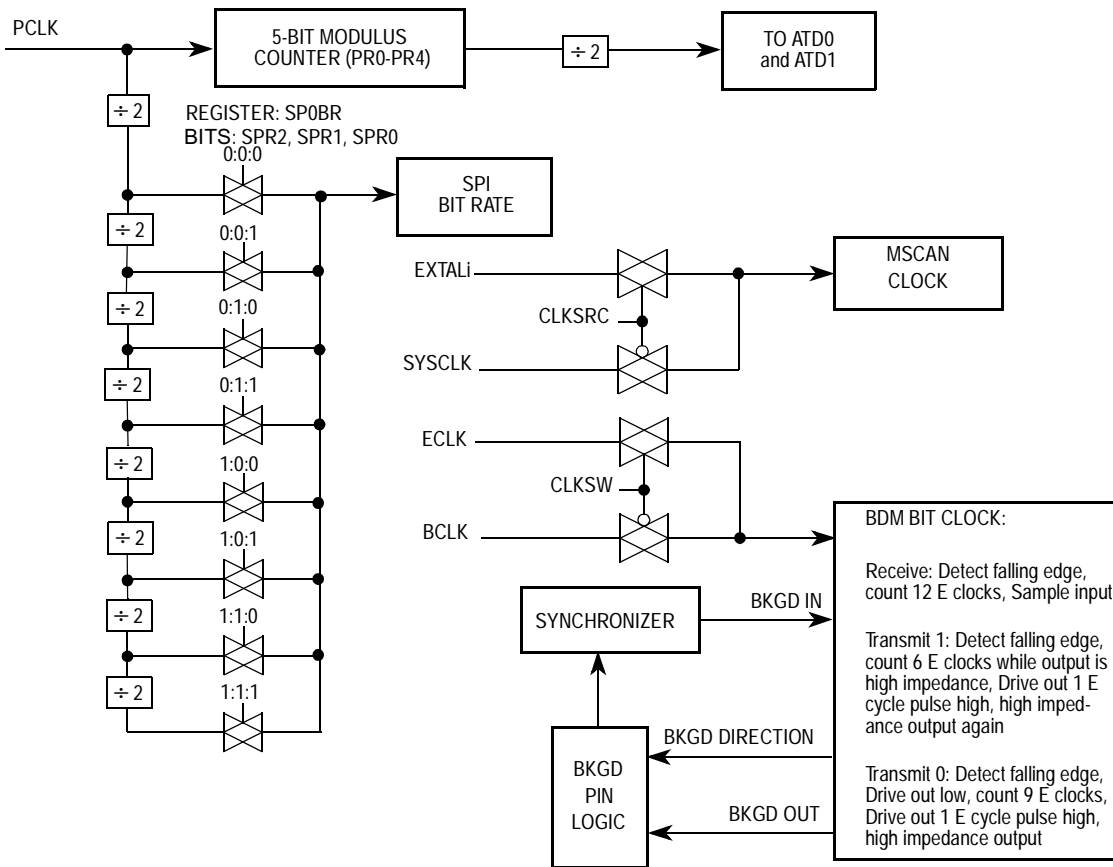 PCLK
5-BIT MODULUS
COUNTER (PR0-PR4)
÷ 2
TO ATD0
and ATD1
÷ 2
REGISTER: SP0BR
BITS: SPR2, SPR1, SPR0
0:0:0
SPI
BIT RATE
÷ 2
0:0:1
÷ 2
0:1:0
÷ 2
0:1:1
÷ 2
1:0:0
÷ 2
1:0:1
÷ 2
1:1:0
÷ 2
1:1:1
EXTALi
MSCAN
CLOCK
CLKSRC
SYSCLK
ECLK
CLKSW
BCLK
BDM BIT CLOCK:
Receive: Detect falling edge,
count 12 E clocks, Sample input
Transmit 1: Detect falling edge,
count 6 E clocks while output is
high impedance, Drive out 1 E
cycle pulse high, high imped-
ance output again
Transmit 0: Detect falling edge,
Drive out low, count 9 E clocks,
Drive out 1 E cycle pulse high,
high impedance output
SYNCHRONIZER
BKGD IN
BKGD
PIN
LOGIC
BKGD DIRECTION
BKGD OUT